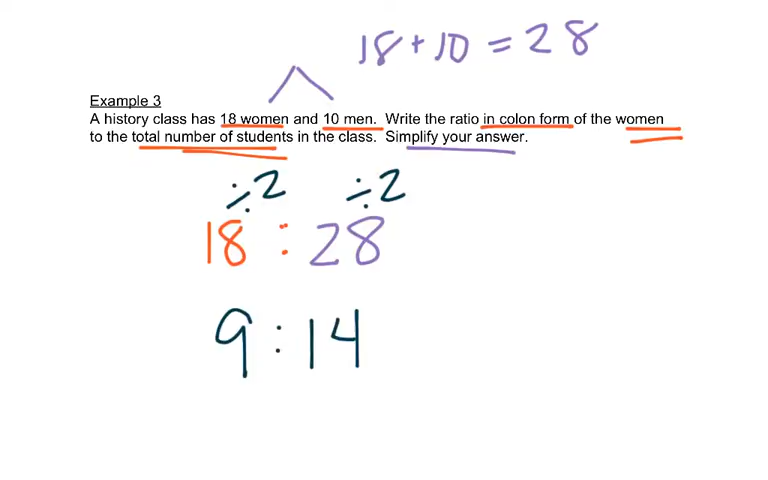 18 + 10 = 28
Example 3
A history class has 18 women and 10 men. Write the ratio in colon form of the women
to the total number of students in the class. Simplify your answer.
÷2 ÷2
18 : 28
9 : 14